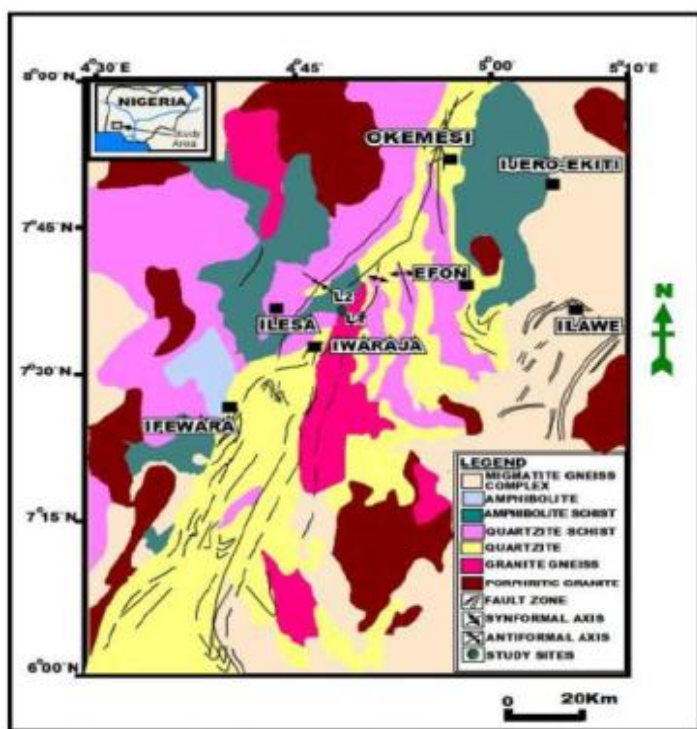 4°30'E 4°45' 5°00 5°10'
8°00'N
NIGERIA
Study
Area
OKEMESI
IJERO-EKITI
7°45'N
EFON
L2
ILESA
ILAWE
IWARAJA
N
7°30'N
IFEWARA
LEGEND
MIGMATITE GNEISS
COMPLEX
AMPHIBOLITE
AMPHIBOLITE SCHIST
QUARTZITE SCHIST
QUARTZITE
GRANITE GNEISS
PORPHRITIC GRANITE
FAULT ZONE
SYNFORMAL AXIS
ANTIFORMAL AXIS
STUDY SITES
7°15'N
6°00'N
0 20Km